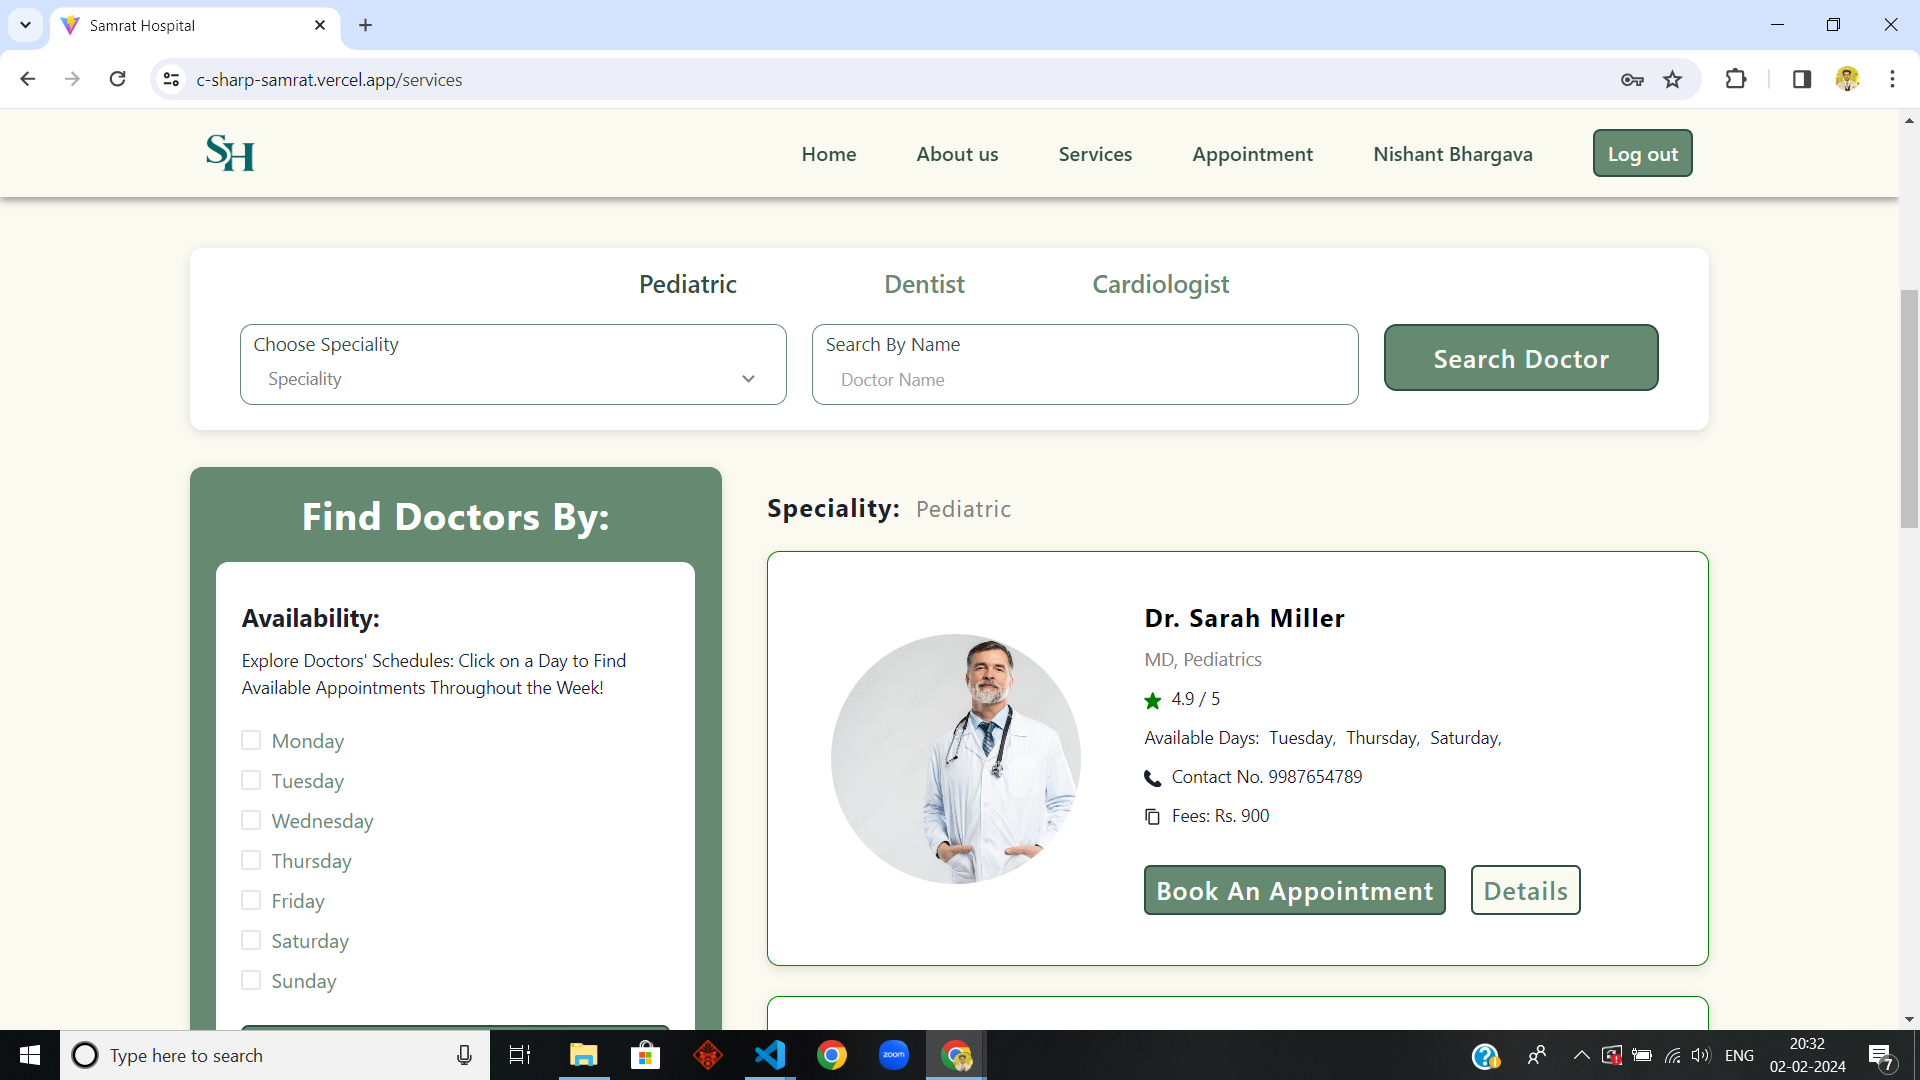 Samrat Hospital
c-sharp-samrat.vercel.app/services
SH
Home
About us
Services
Appointment
Nishant Bhargava
Log out
Pediatric
Dentist
Cardiologist
Choose Speciality
Speciality
Search By Name
Doctor Name
Search Doctor
Find Doctors By:
Availability:
Explore Doctors' Schedules: Click on a Day to Find
Available Appointments Throughout the Week!
Monday
Tuesday
Wednesday
Thursday
Friday
Saturday
Sunday
Speciality: Pediatric
Dr. Sarah Miller
MD, Pediatrics
4.9 / 5
Available Days: Tuesday, Thursday, Saturday,
Contact No. 9987654789
Fees: Rs. 900
Book An Appointment
Details
Type here to search
zoom
ENG
20:32
02-02-2024
7